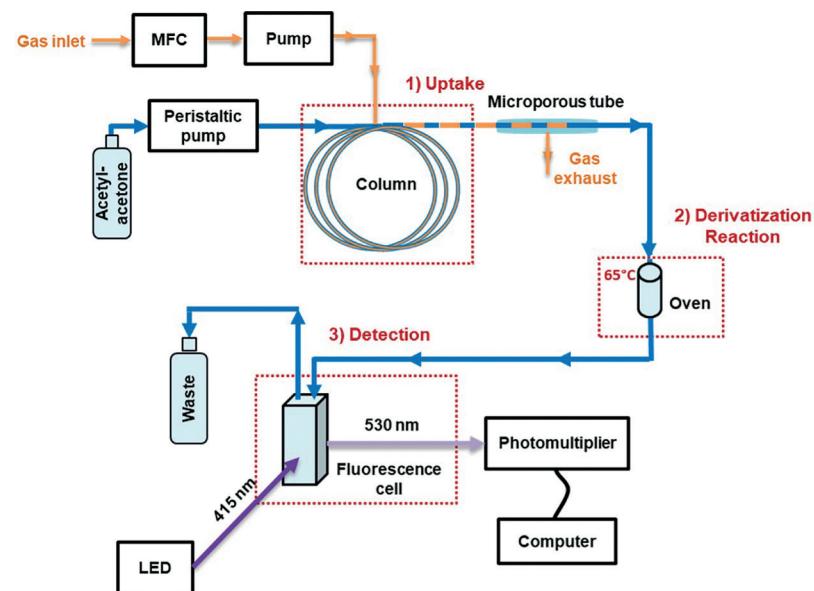 Gas inlet
MFC
Pump
1) Uptake
Microporous tube
Peristaltic
pump
Acetyl-
acetone
Column
Gas
exhaust
2) Derivatization
Reaction
65°C
Oven
3) Detection
Waste
530 nm
Photomultiplier
Fluorescence
cell
415 nm
Computer
LED